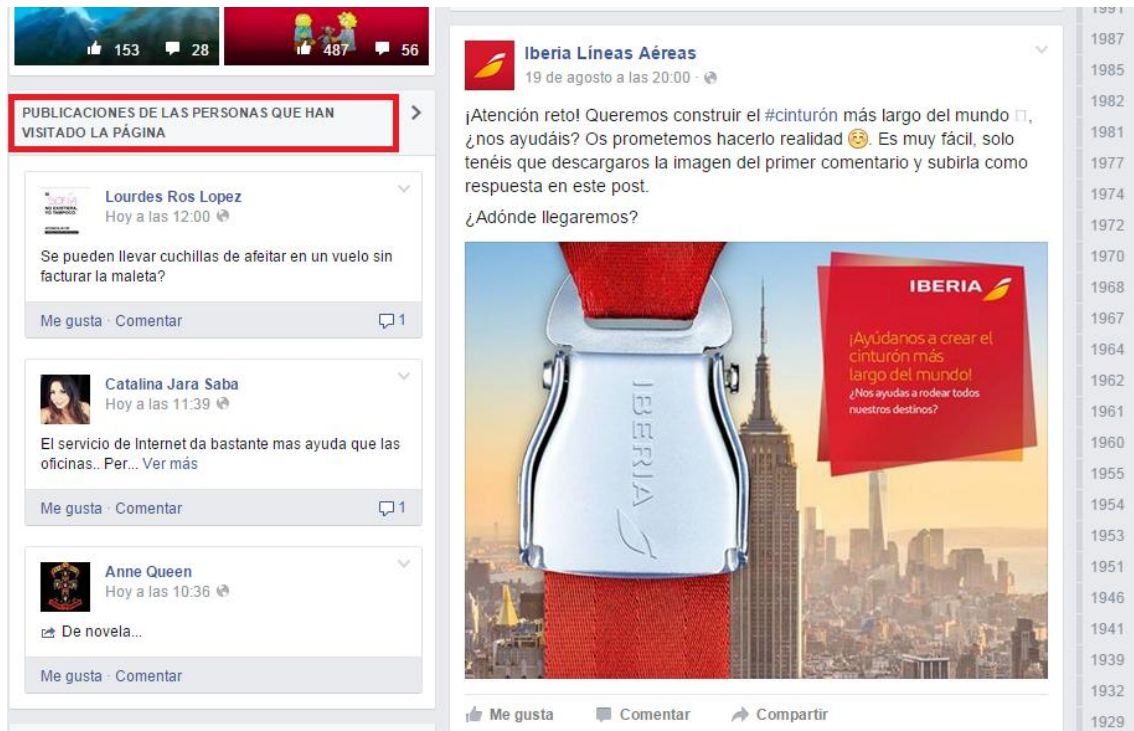 153 28
487 56
PUBLICACIONES DE LAS PERSONAS QUE HAN
VISITADO LA PÁGINA
Lourdes Ros Lopez
Hoy a las 12:00
Se pueden llevar cuchillas de afeitar en un vuelo sin
facturar la maleta?
Me gusta · Comentar 1
Catalina Jara Saba
Hoy a las 11:39
El servicio de Internet da bastante mas ayuda que las
oficinas.. Per... Ver más
Me gusta · Comentar 1
Anne Queen
Hoy a las 10:36
De novela...
Me gusta · Comentar
Iberia Líneas Aéreas
19 de agosto a las 20:00 ·
¡Atención reto! Queremos construir el #cinturón más largo del mundo ,
¿nos ayudáis? Os prometemos hacerlo realidad ☺. Es muy fácil, solo
tenéis que descargaros la imagen del primer comentario y subirla como
respuesta en este post.
¿Adónde llegaremos?
IBERIA
¡Ayúdanos a crear el
cinturón más
largo del mundo!
¿Nos ayudas a rodear todos
nuestros destinos?
IBERIA
Me gusta Comentar Compartir
1991
1987
1985
1982
1981
1977
1974
1972
1970
1968
1967
1964
1962
1961
1960
1955
1954
1953
1951
1946
1941
1939
1932
1929